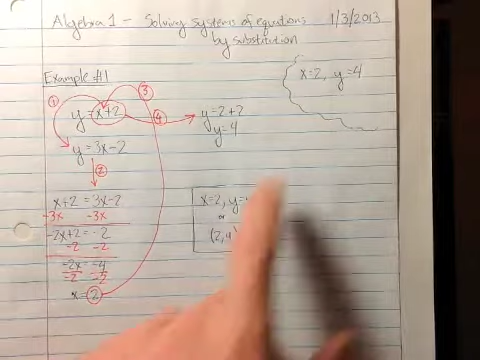 Algebra 1 - Solving systems of equations 1/3/2013
by substitution
Example #1
x=2, y=4
① ③
y=x+2 ④ y=2+2
y=4
y=3x-2
②
x+2=3x-2
-3x -3x
-2x+2=-2
-2 -2
-2x=-4
-2 -2
x=2
x=2, y=
or
(2,4